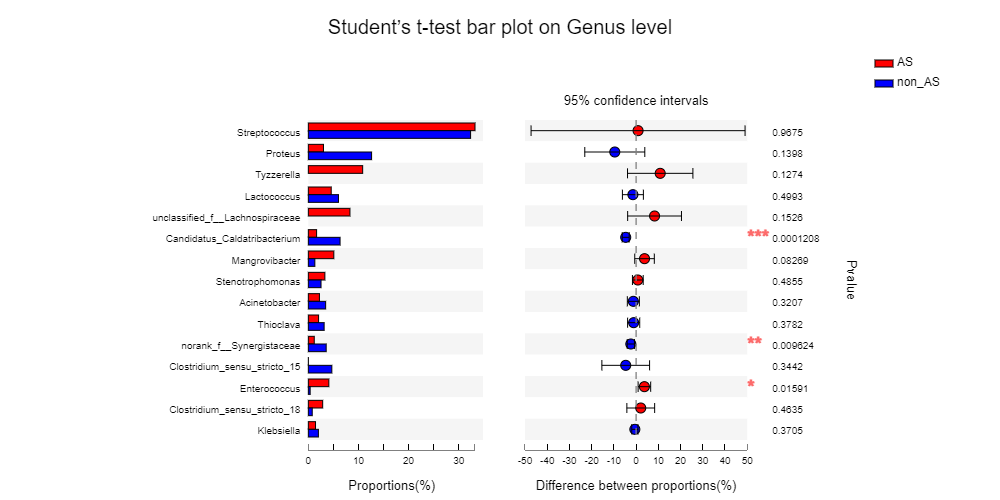 Student's t-test bar plot on Genus level
AS
non_AS
95% confidence intervals
Streptococcus 0.9675
Proteus 0.1398
Tyzzerella 0.1274
Lactococcus 0.4993
unclassified_f__Lachnospiraceae 0.1526
Candidatus_Caldatribacterium *** 0.0001208
Mangrovibacter 0.08269
Stenotrophomonas 0.4855
Acinetobacter 0.3207
Thioclava 0.3782
norank_f__Synergistaceae ** 0.009624
Clostridium_sensu_stricto_15 0.3442
Enterococcus * 0.01591
Clostridium_sensu_stricto_18 0.4635
Klebsiella 0.3705
Pvalue
0 10 20 30 -50 -40 -30 -20 -10 0 10 20 30 40 50
Proportions(%) Difference between proportions(%)